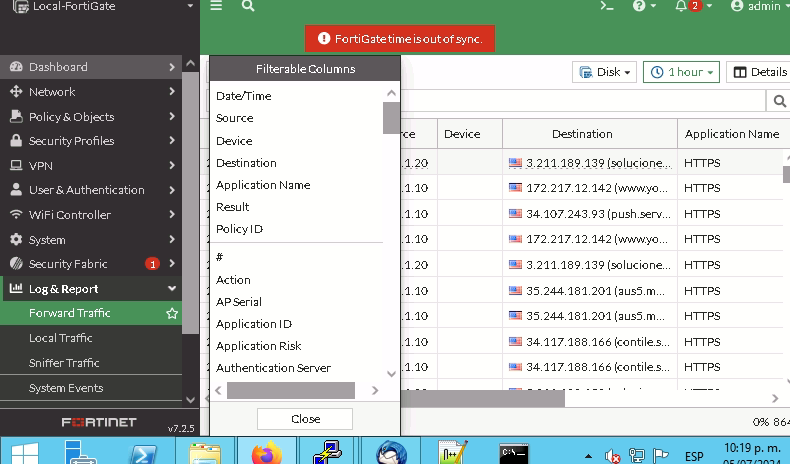 Local-FortiGate
admin
2
FortiGate time is out of sync.
Dashboard
Network
Policy & Objects
Security Profiles
VPN
User & Authentication
WiFi Controller
System
Security Fabric 1
Log & Report
Forward Traffic
Local Traffic
Sniffer Traffic
System Events
FORTINET
v7.2.5
Filterable Columns
Date/Time
Source
Device
Destination
Application Name
Result
Policy ID
#
Action
AP Serial
Application ID
Application Risk
Authentication Server
Close
Disk
1 hour
Details
Device Destination Application Name
1.20 3.211.189.139 (solucione... HTTPS
1.10 172.217.12.142 (www.yo... HTTPS
1.10 34.107.243.93 (push.serv... HTTPS
1.10 172.217.12.142 (www.yo... HTTPS
1.20 3.211.189.139 (solucione... HTTPS
1.10 35.244.181.201 (aus5.m... HTTPS
1.10 35.244.181.201 (aus5.m... HTTPS
1.10 34.117.188.166 (contile.s... HTTPS
1.10 34.117.188.166 (contile.s... HTTPS
0% 864
C:\.
ESP
10:19 p. m.
05/07/2024